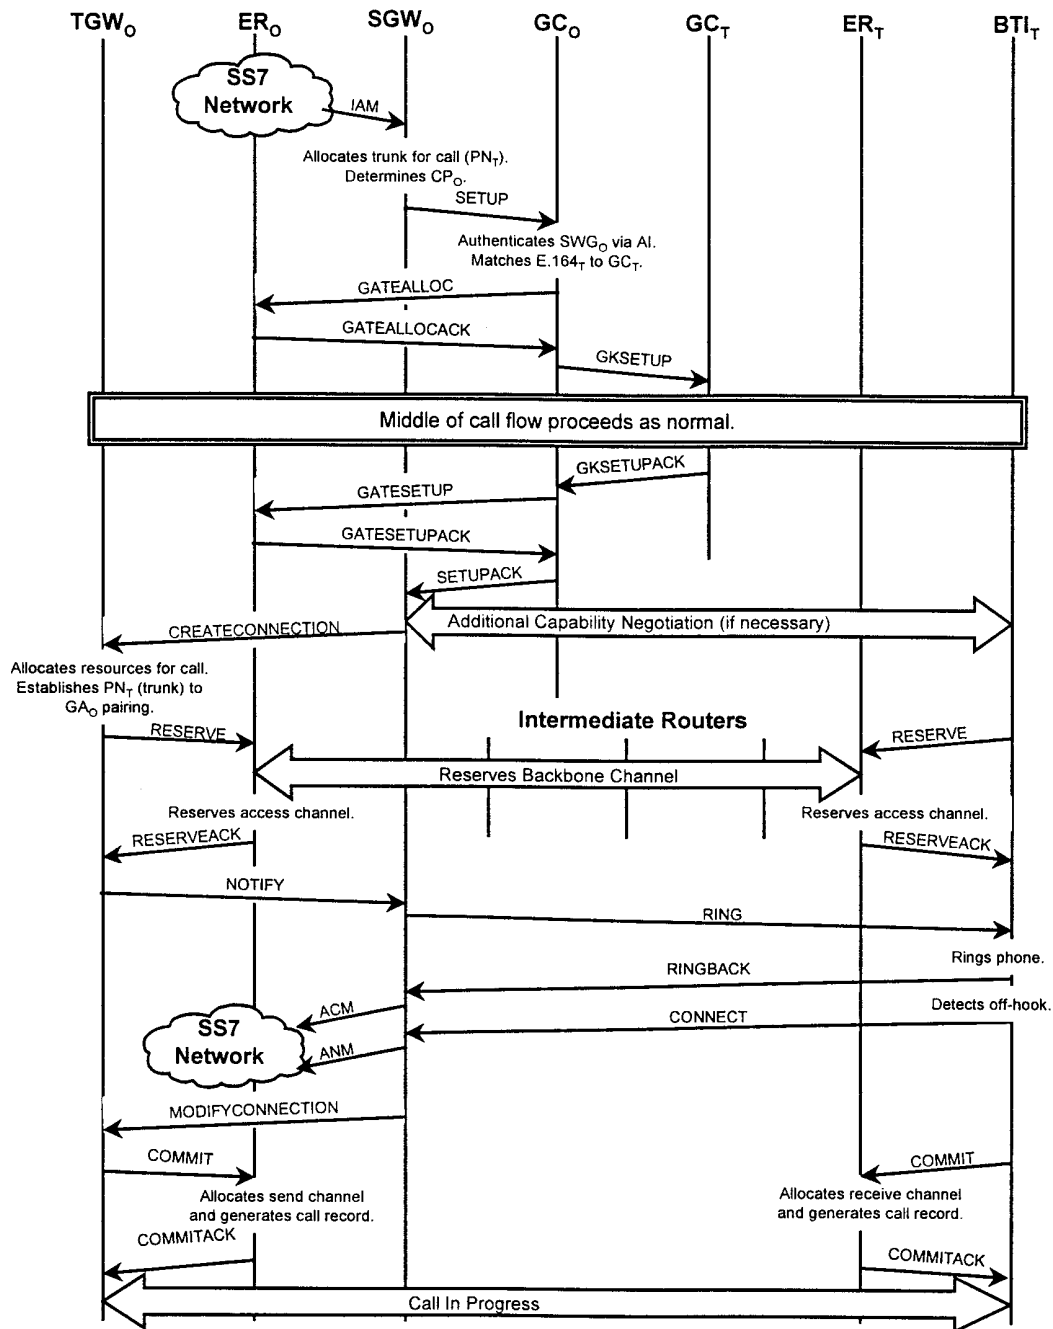 TGWO ERO SGWO GCO GCT ERT BTIT
SS7
Network
IAM
Allocates trunk for call (PNT).
Determines CPO.
SETUP
Authenticates SWGO via AI.
Matches E.164T to GCT.
GATEALLOC
GATEALLOCACK
GKSETUP
Middle of call flow proceeds as normal.
GKSETUPACK
GATESETUP
GATESETUPACK
SETUPACK
Additional Capability Negotiation (if necessary)
CREATECONNECTION
Allocates resources for call.
Establishes PNT (trunk) to
GAO pairing.
Intermediate Routers
RESERVE
RESERVE
Reserves Backbone Channel
Reserves access channel.
Reserves access channel.
RESERVEACK
RESERVEACK
NOTIFY
RING
Rings phone.
RINGBACK
Detects off-hook.
ACM
CONNECT
SS7
Network
ANM
MODIFYCONNECTION
COMMIT
COMMIT
Allocates send channel
and generates call record.
Allocates receive channel
and generates call record.
COMMITACK
COMMITACK
Call In Progress